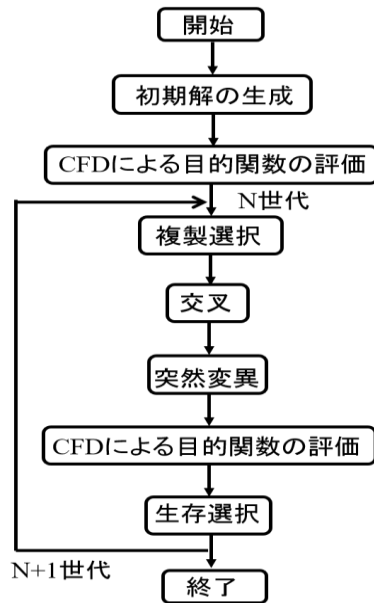 開始
初期解の生成
CFDによる目的関数の評価
N世代
複製選択
交叉
突然変異
CFDによる目的関数の評価
生存選択
N+1世代
終了